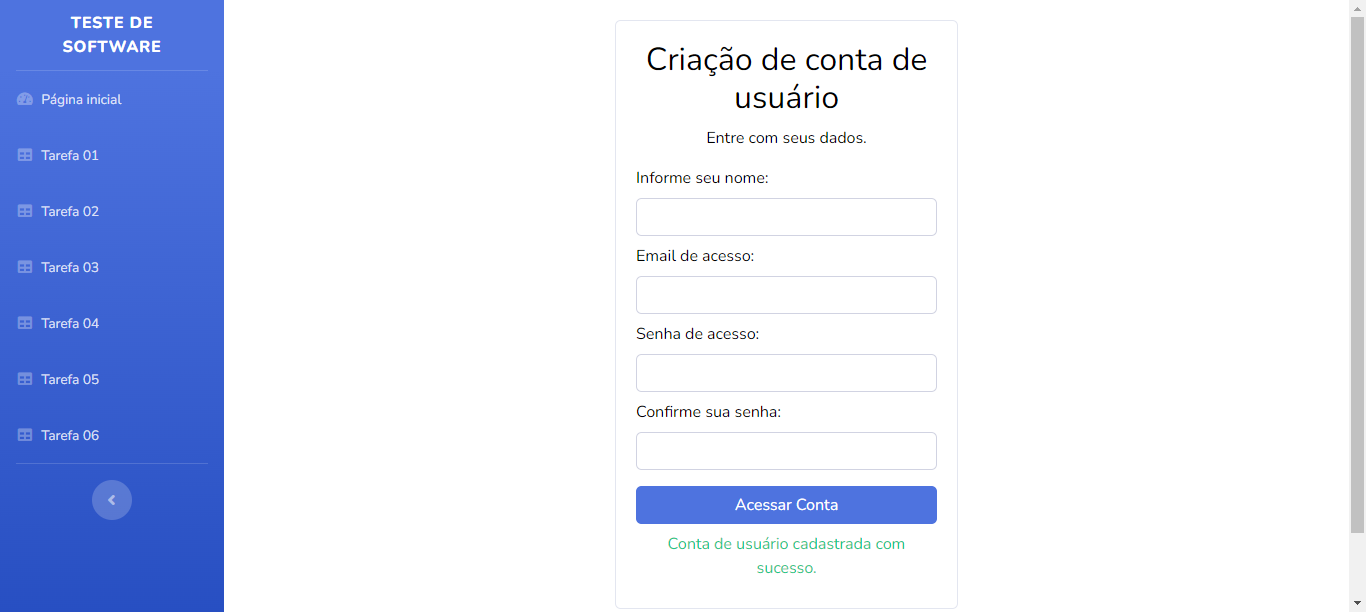 TESTE DE
SOFTWARE
Página inicial
Tarefa 01
Tarefa 02
Tarefa 03
Tarefa 04
Tarefa 05
Tarefa 06
Criação de conta de
usuário
Entre com seus dados.
Informe seu nome:
Email de acesso:
Senha de acesso:
Confirme sua senha:
Acessar Conta
Conta de usuário cadastrada com
sucesso.